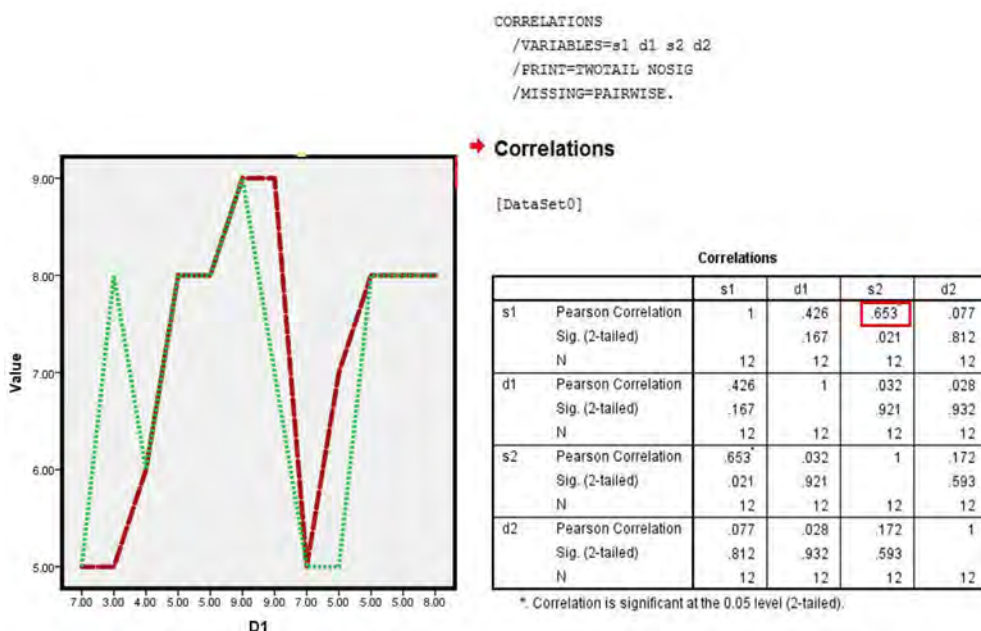 CORRELATIONS
/VARIABLES=s1 d1 s2 d2
/PRINT=TWOTAIL NOSIG
/MISSING=PAIRWISE.
Correlations
[DataSet0]
Value
9.00
8.00
7.00
6.00
5.00
7.00 3.00 4.00 5.00 5.00 9.00 9.00 7.00 5.00 5.00 5.00 8.00
D1
Correlations
s1 d1 s2 d2
s1 Pearson Correlation 1 .426 .653* .077
Sig. (2-tailed) .167 .021 .812
N 12 12 12 12
d1 Pearson Correlation .426 1 .032 .028
Sig. (2-tailed) .167 .921 .932
N 12 12 12 12
s2 Pearson Correlation .653* .032 1 .172
Sig. (2-tailed) .021 .921 .593
N 12 12 12 12
d2 Pearson Correlation .077 .028 .172 1
Sig. (2-tailed) .812 .932 .593
N 12 12 12 12
*. Correlation is significant at the 0.05 level (2-tailed).